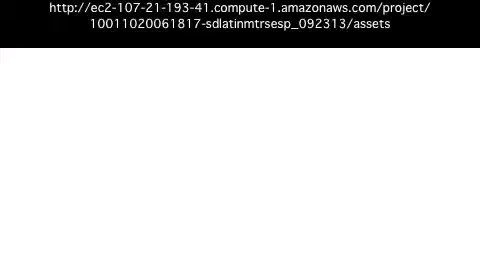 http://ec2-107-21-193-41.compute-1.amazonaws.com/project/
10011020061817-sdlatinmtrsesp_092313/assets